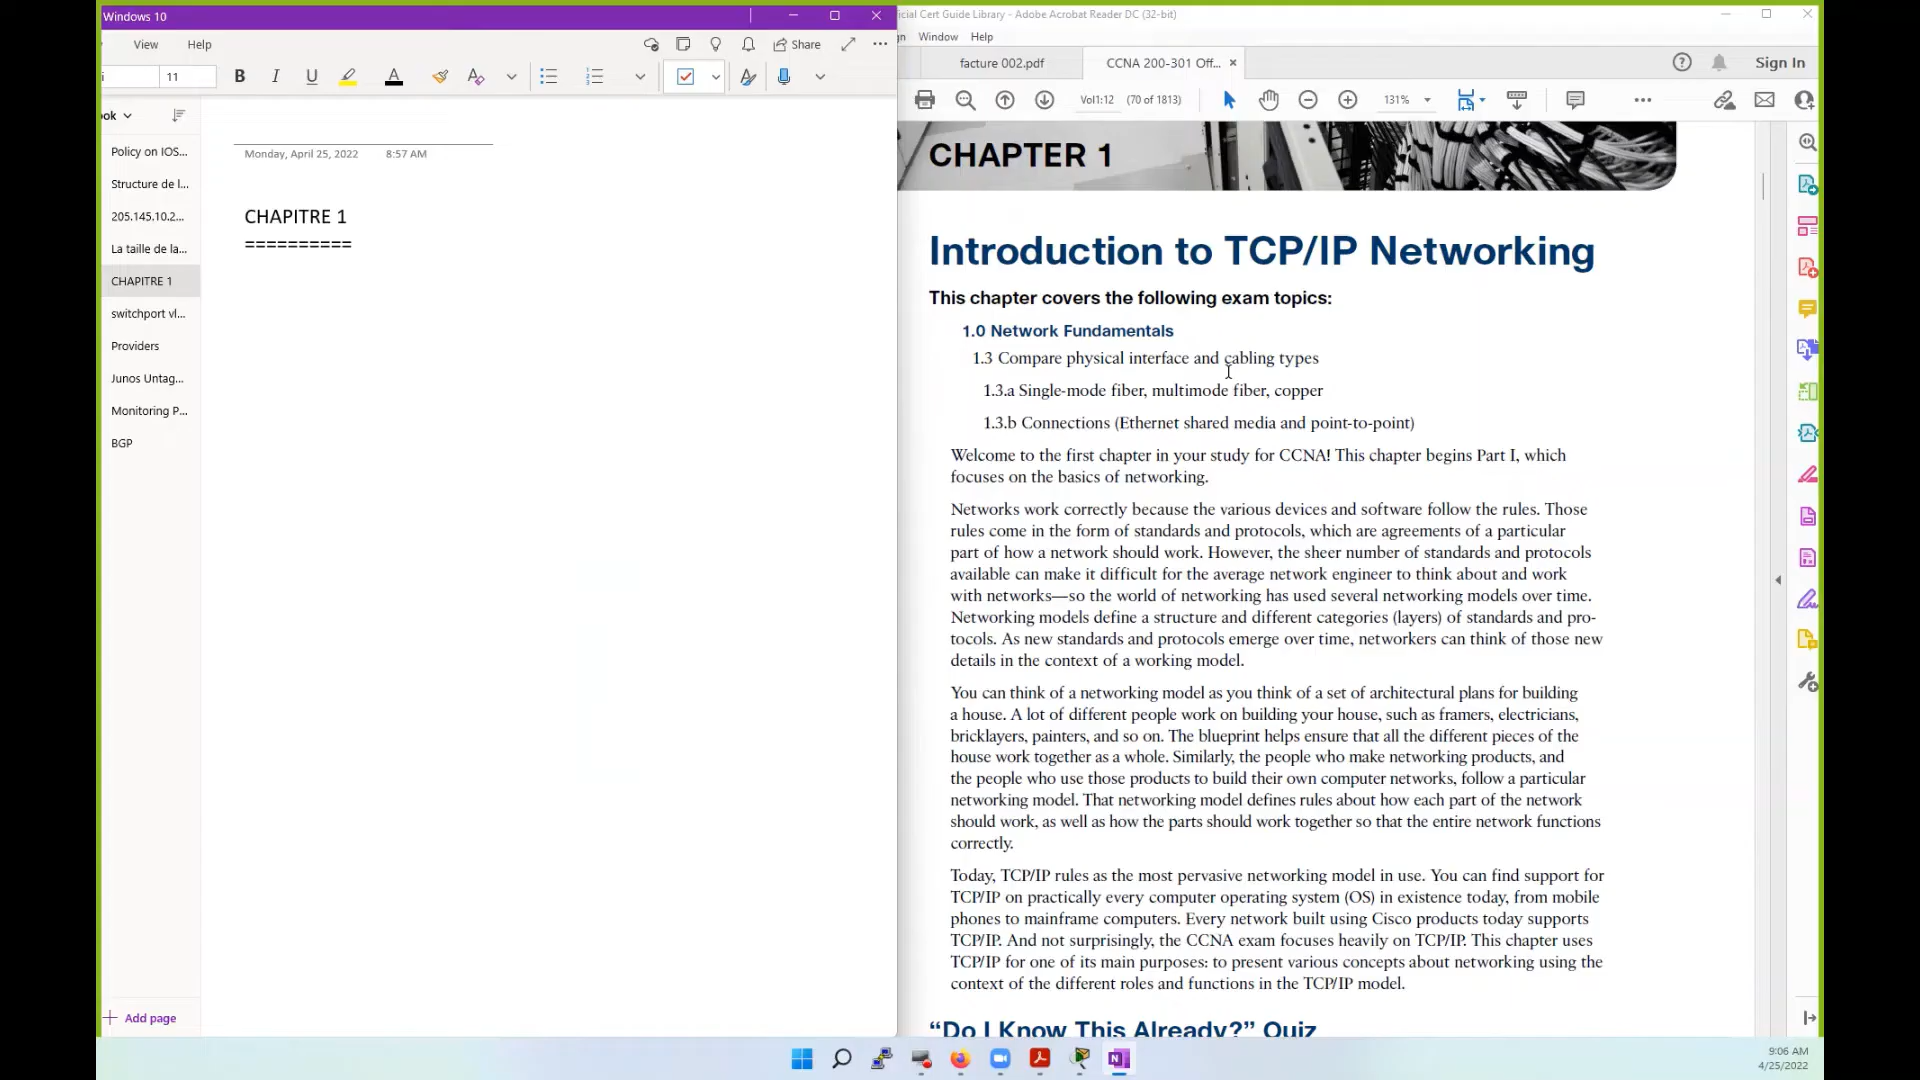 Windows 10
View Help
Share
11
B I U A A
ok
Policy on IOS...
Structure de l...
205.145.10.2...
La taille de la...
CHAPITRE 1
switchport vl...
Providers
Junos Untag...
Monitoring P...
BGP
Add page
Monday, April 25, 2022 8:57 AM
CHAPITRE 1
==========
cial Cert Guide Library - Adobe Acrobat Reader DC (32-bit)
gn Window Help
facture 002.pdf
CCNA 200-301 Off... ×
Sign In
Vol1:12 (70 of 1813)
131%
CHAPTER 1
Introduction to TCP/IP Networking
This chapter covers the following exam topics:
1.0 Network Fundamentals
1.3 Compare physical interface and cabling types
1.3.a Single-mode fiber, multimode fiber, copper
1.3.b Connections (Ethernet shared media and point-to-point)
Welcome to the first chapter in your study for CCNA! This chapter begins Part I, which
focuses on the basics of networking.
Networks work correctly because the various devices and software follow the rules. Those
rules come in the form of standards and protocols, which are agreements of a particular
part of how a network should work. However, the sheer number of standards and protocols
available can make it difficult for the average network engineer to think about and work
with networks—so the world of networking has used several networking models over time.
Networking models define a structure and different categories (layers) of standards and pro-
tocols. As new standards and protocols emerge over time, networkers can think of those new
details in the context of a working model.
You can think of a networking model as you think of a set of architectural plans for building
a house. A lot of different people work on building your house, such as framers, electricians,
bricklayers, painters, and so on. The blueprint helps ensure that all the different pieces of the
house work together as a whole. Similarly, the people who make networking products, and
the people who use those products to build their own computer networks, follow a particular
networking model. That networking model defines rules about how each part of the network
should work, as well as how the parts should work together so that the entire network functions
correctly.
Today, TCP/IP rules as the most pervasive networking model in use. You can find support for
TCP/IP on practically every computer operating system (OS) in existence today, from mobile
phones to mainframe computers. Every network built using Cisco products today supports
TCP/IP. And not surprisingly, the CCNA exam focuses heavily on TCP/IP. This chapter uses
TCP/IP for one of its main purposes: to present various concepts about networking using the
context of the different roles and functions in the TCP/IP model.
“Do I Know This Already?” Quiz
9:06 AM
4/25/2022